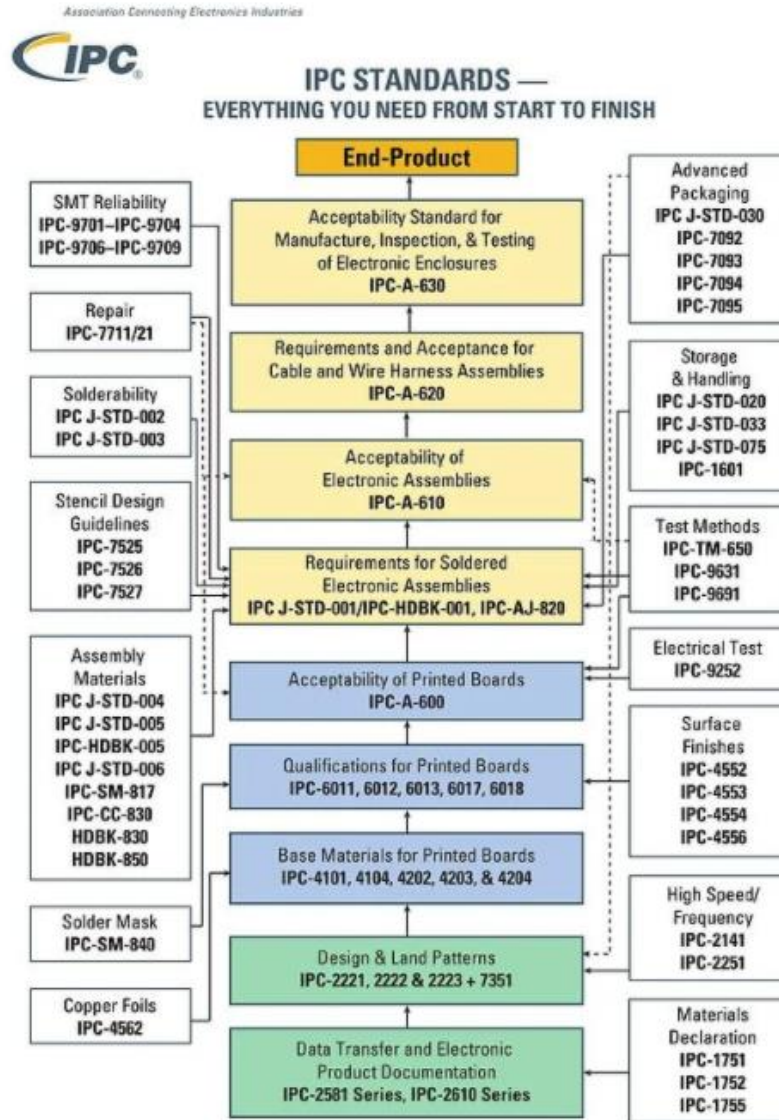 Association Connecting Electronics Industries
IPC®
IPC STANDARDS —
EVERYTHING YOU NEED FROM START TO FINISH
End-Product
Acceptability Standard for
Manufacture, Inspection, & Testing
of Electronic Enclosures
IPC-A-630
Requirements and Acceptance for
Cable and Wire Harness Assemblies
IPC-A-620
Acceptability of
Electronic Assemblies
IPC-A-610
Requirements for Soldered
Electronic Assemblies
IPC J-STD-001/IPC-HDBK-001, IPC-AJ-820
Acceptability of Printed Boards
IPC-A-600
Qualifications for Printed Boards
IPC-6011, 6012, 6013, 6017, 6018
Base Materials for Printed Boards
IPC-4101, 4104, 4202, 4203, & 4204
Design & Land Patterns
IPC-2221, 2222 & 2223 + 7351
Data Transfer and Electronic
Product Documentation
IPC-2581 Series, IPC-2610 Series
SMT Reliability
IPC-9701–IPC-9704
IPC-9706–IPC-9709
Repair
IPC-7711/21
Solderability
IPC J-STD-002
IPC J-STD-003
Stencil Design
Guidelines
IPC-7525
IPC-7526
IPC-7527
Assembly
Materials
IPC J-STD-004
IPC J-STD-005
IPC-HDBK-005
IPC J-STD-006
IPC-SM-817
IPC-CC-830
HDBK-830
HDBK-850
Solder Mask
IPC-SM-840
Copper Foils
IPC-4562
Advanced
Packaging
IPC J-STD-030
IPC-7092
IPC-7093
IPC-7094
IPC-7095
Storage
& Handling
IPC J-STD-020
IPC J-STD-033
IPC J-STD-075
IPC-1601
Test Methods
IPC-TM-650
IPC-9631
IPC-9691
Electrical Test
IPC-9252
Surface
Finishes
IPC-4552
IPC-4553
IPC-4554
IPC-4556
High Speed/
Frequency
IPC-2141
IPC-2251
Materials
Declaration
IPC-1751
IPC-1752
IPC-1755